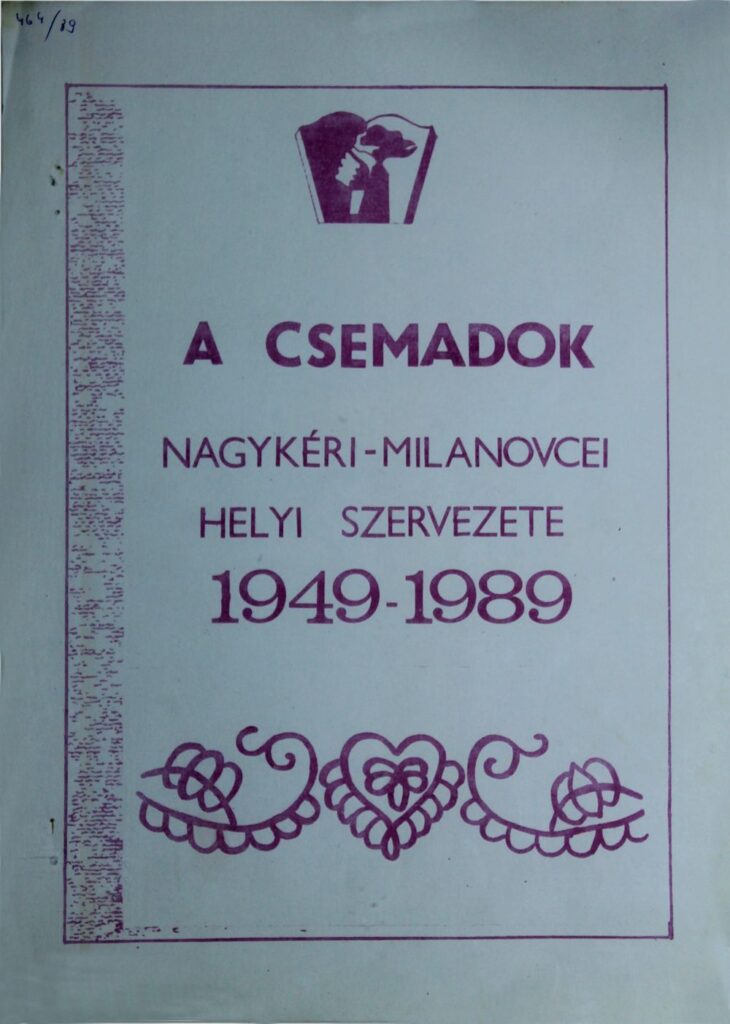 464/89
A CSEMADOK
NAGYKÉRI-MILANOVCEI
HELYI SZERVEZETE
1949-1989